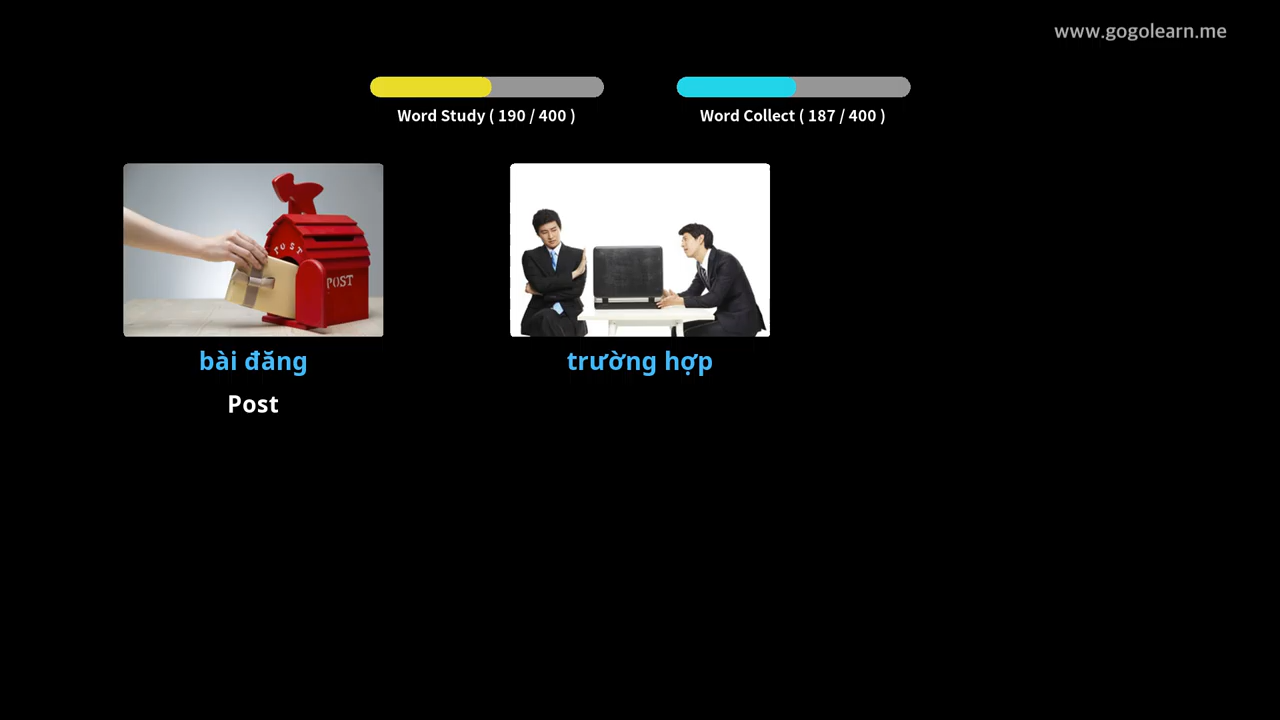 www.gogolearn.me
Word Study ( 190 / 400 )
Word Collect ( 187 / 400 )
POST
POST
bài đăng
trường hợp
Post